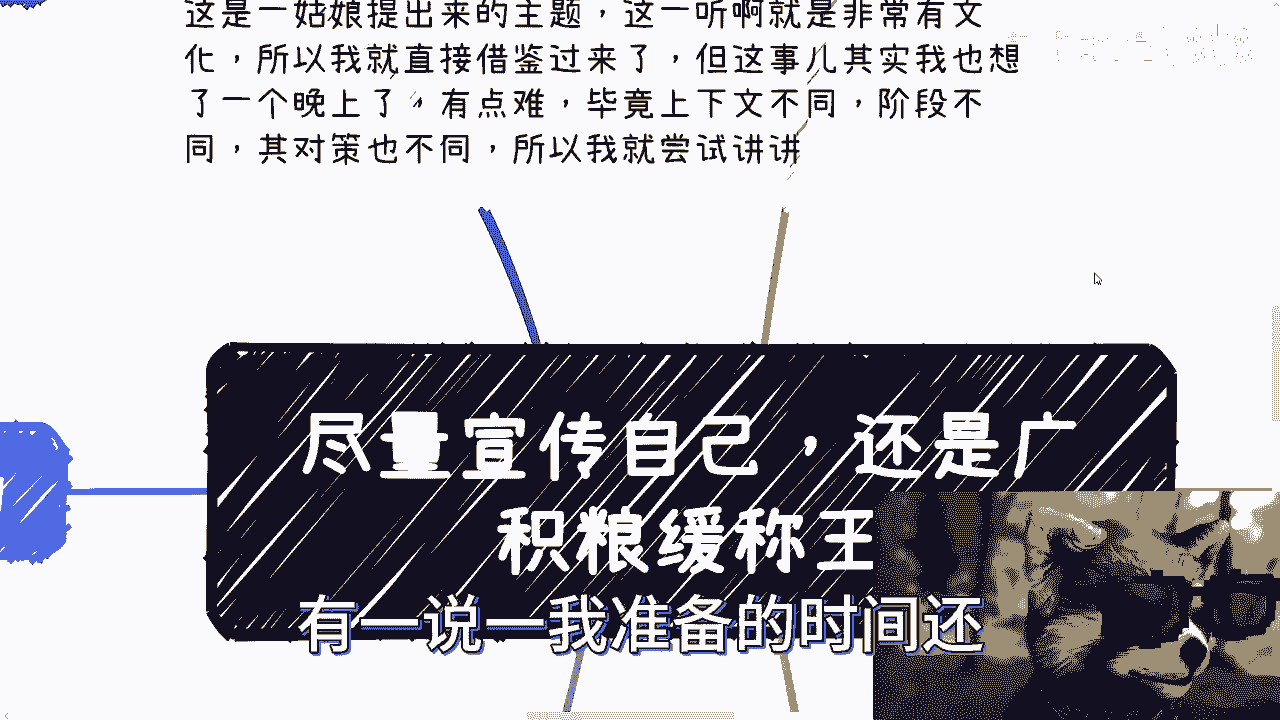 这是一姑娘提出来的主题，这一听啊就是非常有文
化，所以我就直接借鉴过来了，但这事儿其实我也想
了一个晚上了，有点难，毕竟上下文不同，阶段不
同，其对策也不同，所以我就尝试讲讲
尽量宣传自己，还是广
积粮缓称王
有一说一我准备的时间还